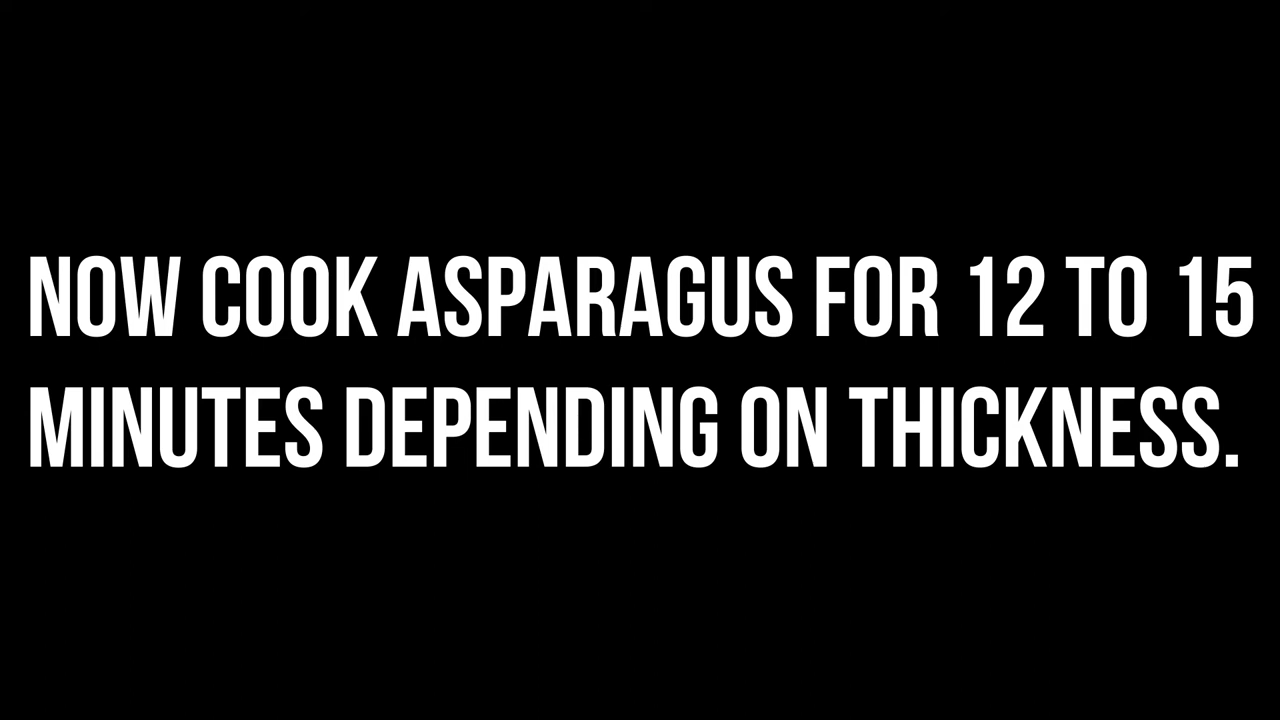 NOW COOK ASPARAGUS FOR 12 TO 15
MINUTES DEPENDING ON THICKNESS.